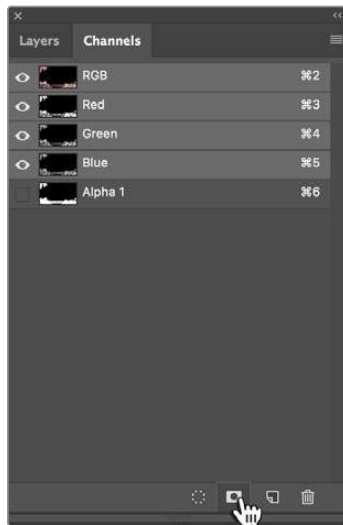 Layers Channels
RGB ⌘2
Red ⌘3
Green ⌘4
Blue ⌘5
Alpha 1 ⌘6